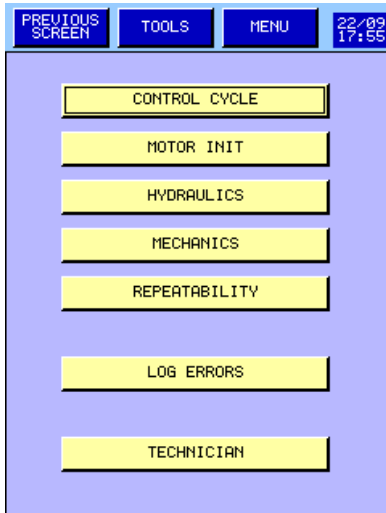 PREVIOUS
SCREEN
TOOLS
MENU
22/09
17:55
CONTROL CYCLE
MOTOR INIT
HYDRAULICS
MECHANICS
REPEATABILITY
LOG ERRORS
TECHNICIAN